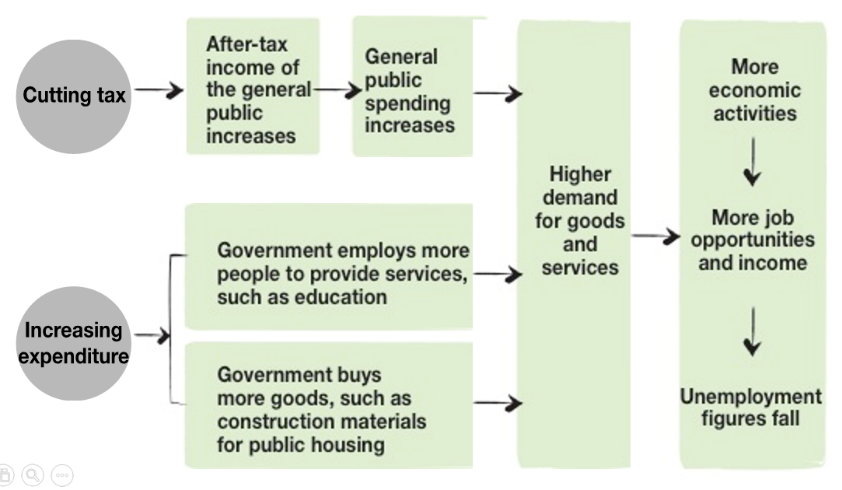 Cutting tax
After-tax
income of
the general
public
increases
General
public
spending
increases
Increasing
expenditure
Government employs more
people to provide services,
such as education
Government buys
more goods, such as
construction materials
for public housing
Higher
demand
for goods
and
services
More
economic
activities
More job
opportunities
and income
Unemployment
figures fall